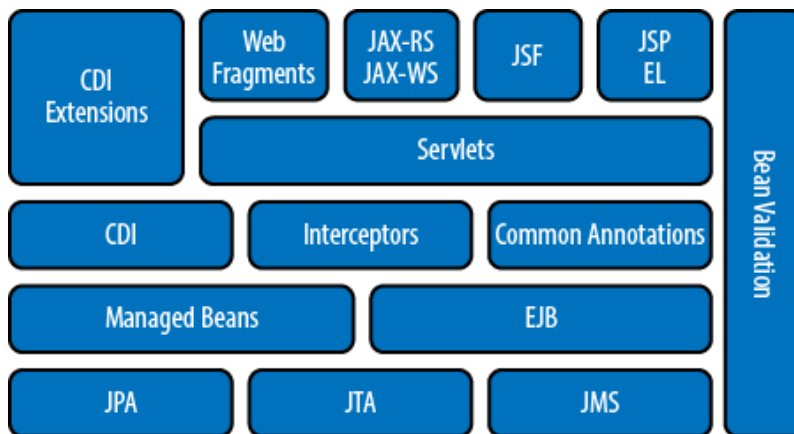 CDI
Extensions
Web
Fragments
JAX-RS
JAX-WS
JSF
JSP
EL
Servlets
CDI
Interceptors
Common Annotations
Managed Beans
EJB
JPA
JTA
JMS
Bean Validation